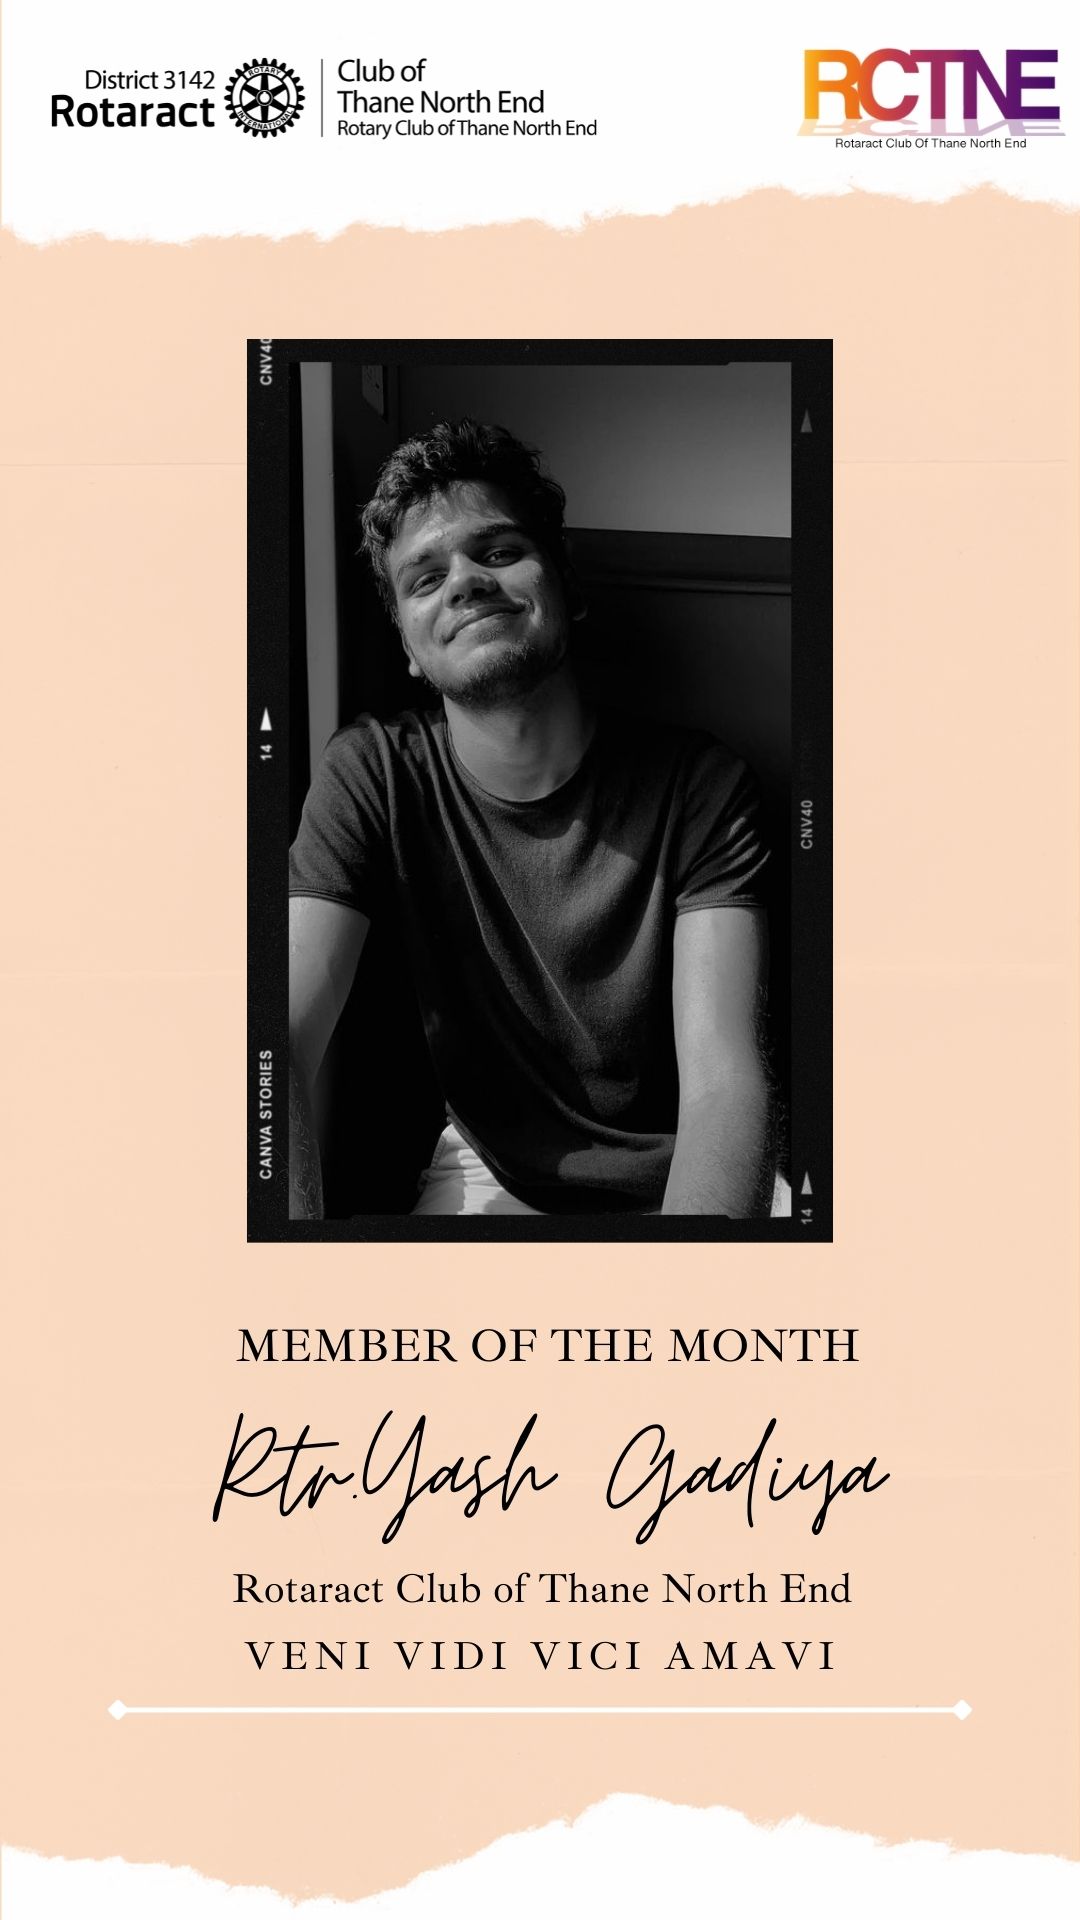 District 3142
Rotaract
ROTARY
INTERNATIONAL
Club of
Thane North End
Rotary Club of Thane North End
RCTNE
Rotaract Club Of Thane North End
CNV40
14
CANVA STORIES
CNV40
14
MEMBER OF THE MONTH
Rtr.Yash Gadiya
Rotaract Club of Thane North End
VENI VIDI VICI AMAVI